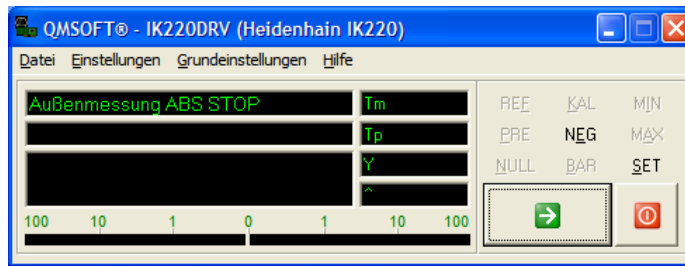 QMSOFT® - IK220DRV (Heidenhain IK220)
Datei Einstellungen Grundeinstellungen Hilfe
Außenmessung ABS STOP Tm REF KAL MIN
Tp PRE NEG MAX
Y NULL BAR SET
^
100 10 1 0 1 10 100